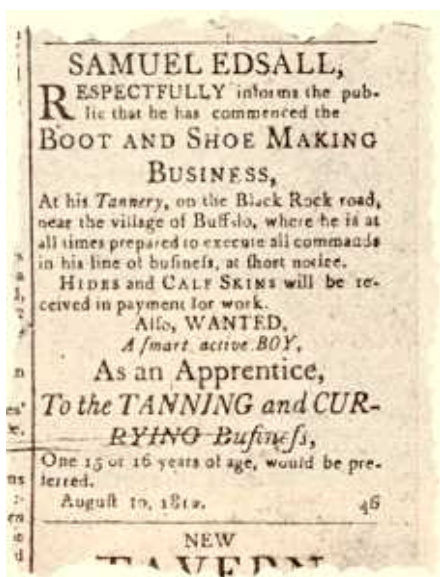 SAMUEL EDSALL,
RESPECTFULLY informs the pub-
lic that he has commenced the
BOOT AND SHOE MAKING
BUSINESS,
At his Tannery, on the Black Rock road,
near the village of Buffalo, where he is at
all times prepared to execute all commands
in his line of buſineſs, at ſhort notice.
HIDES and CALF SKINS will be re-
ceived in payment for work.
Alſo, WANTED,
A ſmart active BOY,
As an Apprentice,
To the TANNING and CUR-
RYING Buſineſs,
One 15 or 16 years of age, would be pre-
ferred.
Auguſt 10, 1812. 46
NEW
TAVERN